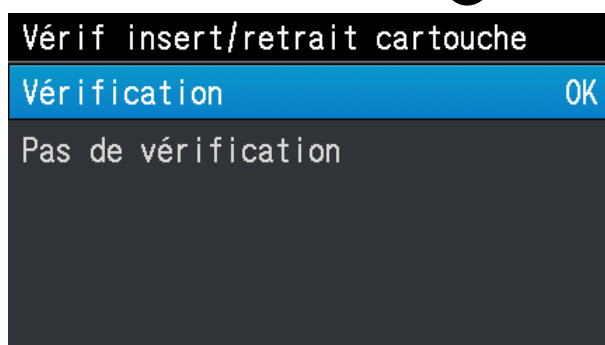 Vérif insert/retrait cartouche
Vérification OK
Pas de vérification